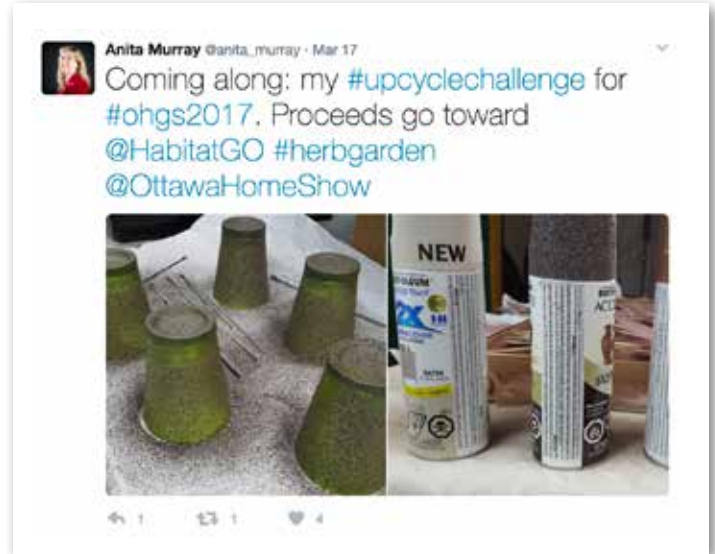 Anita Murray @anita_murray · Mar 17
Coming along: my #upcyclechallenge for
#ohgs2017. Proceeds go toward
@HabitatGO #herbgarden
@OttawaHomeShow
NEW
2X
1 1 4